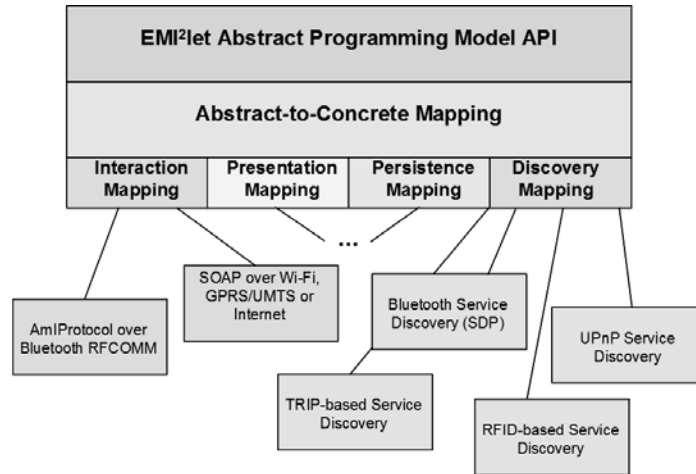 EMI²let Abstract Programming Model API
Abstract-to-Concrete Mapping
Interaction
Mapping
Presentation
Mapping
Persistence
Mapping
Discovery
Mapping
...
SOAP over Wi-Fi,
GPRS/UMTS or
Internet
AmIProtocol over
Bluetooth RFCOMM
Bluetooth Service
Discovery (SDP)
UPnP Service
Discovery
TRIP-based Service
Discovery
RFID-based Service
Discovery